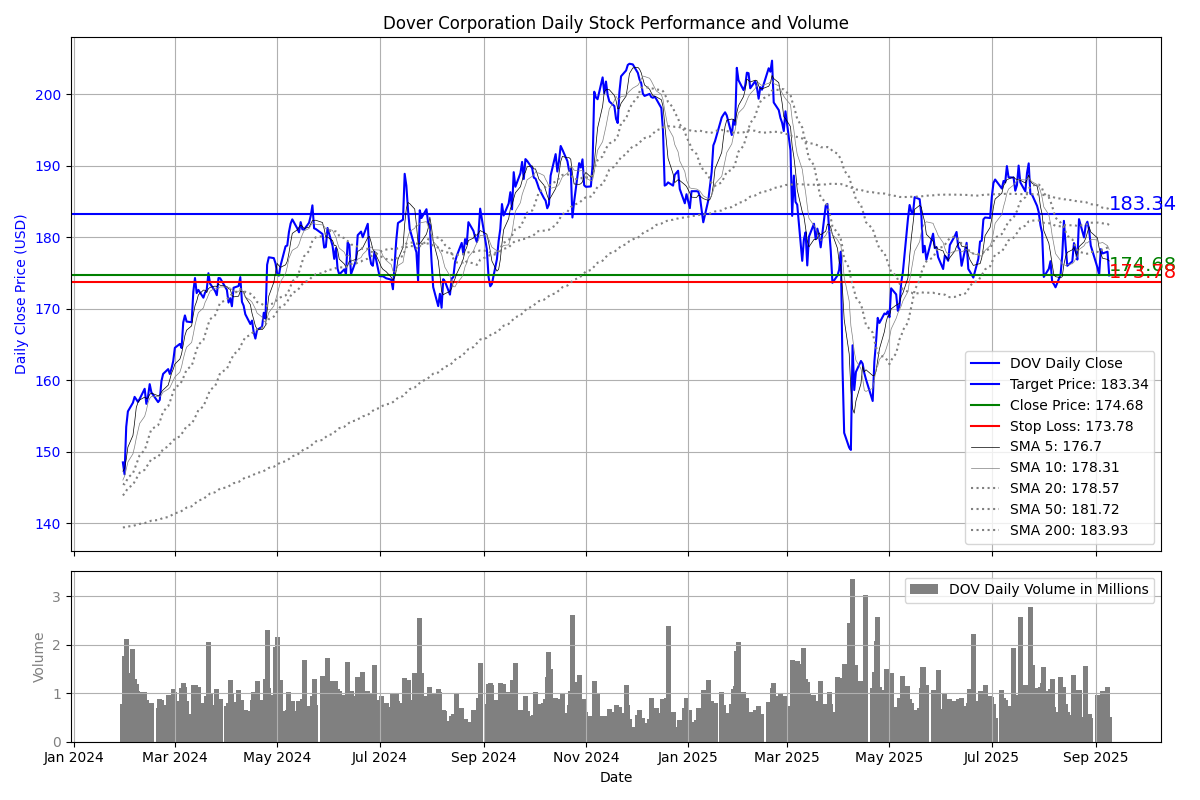 Dover Corporation Daily Stock Performance and Volume
Daily Close Price (USD)
200
190
180
170
160
150
140
183.34
174.68
173.78
DOV Daily Close
Target Price: 183.34
Close Price: 174.68
Stop Loss: 173.78
SMA 5: 176.7
SMA 10: 178.31
SMA 20: 178.57
SMA 50: 181.72
SMA 200: 183.93
Volume
3
2
1
0
DOV Daily Volume in Millions
Jan 2024 Mar 2024 May 2024 Jul 2024 Sep 2024 Nov 2024 Jan 2025 Mar 2025 May 2025 Jul 2025 Sep 2025
Date